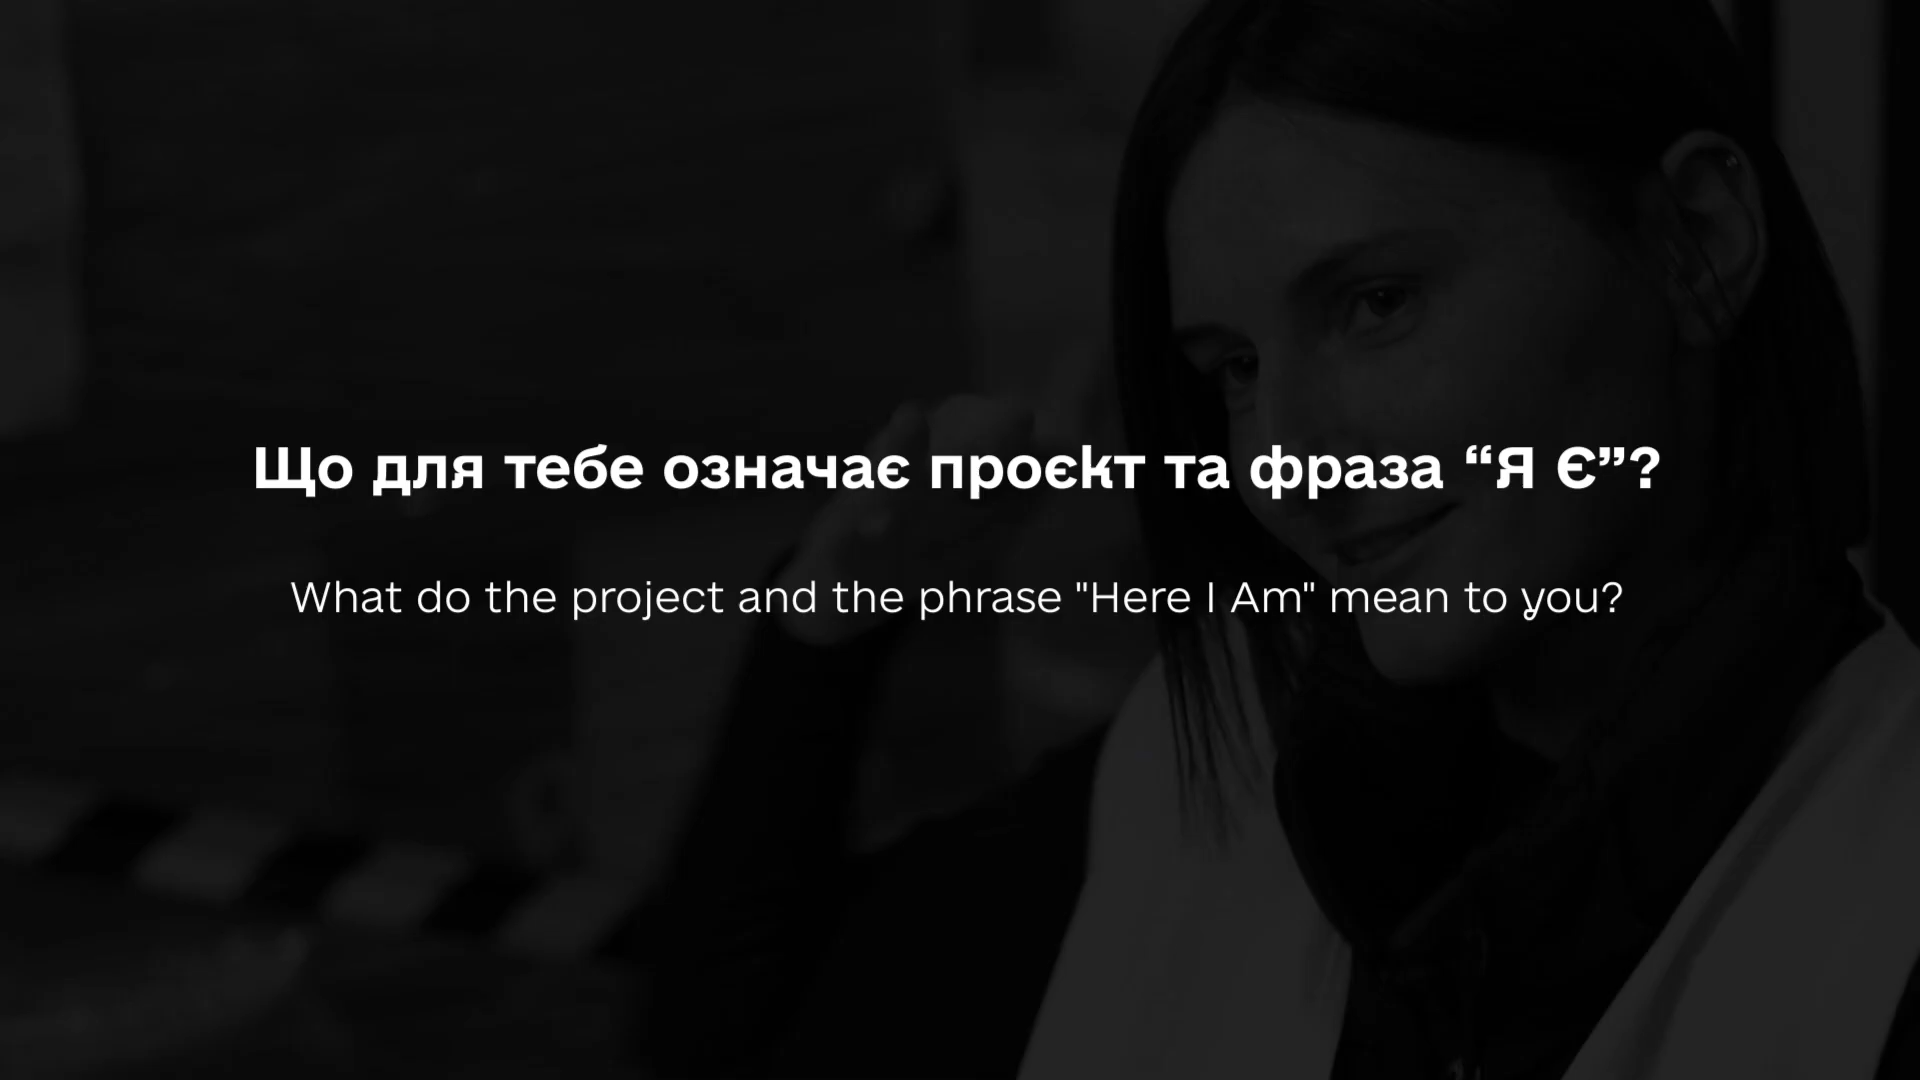 Що для тебе означає проєкт та фраза “Я Є”?
What do the project and the phrase "Here I Am" mean to you?